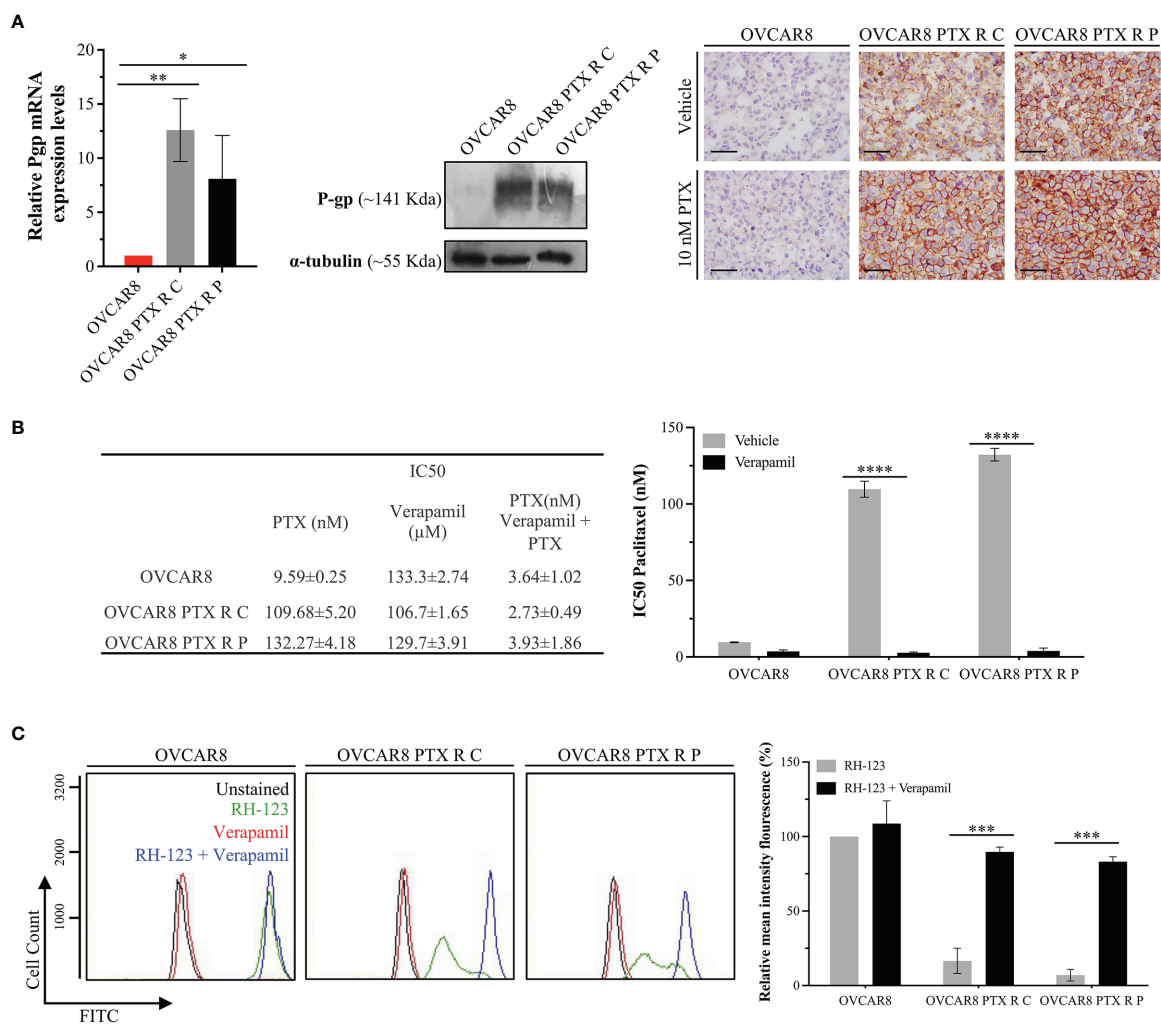 A
Relative Pgp mRNA
expression levels
20
15
10
5
0
*
**
OVCAR8
OVCAR8 PTX R C
OVCAR8 PTX R P
OVCAR8
OVCAR8 PTX R C
OVCAR8 PTX R P
P-gp (~141 Kda)
α-tubulin (~55 Kda)
OVCAR8
OVCAR8 PTX R C
OVCAR8 PTX R P
Vehicle
10 nM PTX
B
IC50
PTX (nM)
Verapamil
(µM)
PTX(nM)
Verapamil +
PTX
OVCAR8 9.59±0.25 133.3±2.74 3.64±1.02
OVCAR8 PTX R C 109.68±5.20 106.7±1.65 2.73±0.49
OVCAR8 PTX R P 132.27±4.18 129.7±3.91 3.93±1.86
IC50 Paclitaxel (nM)
150
100
50
0
Vehicle
Verapamil
****
****
OVCAR8
OVCAR8 PTX R C
OVCAR8 PTX R P
C
OVCAR8
OVCAR8 PTX R C
OVCAR8 PTX R P
3200
2000
1000
Unstained
RH-123
Verapamil
RH-123 + Verapamil
Cell Count
FITC
Relative mean intensity flourescence (%)
150
100
50
0
RH-123
RH-123 + Verapamil
***
***
OVCAR8
OVCAR8 PTX R C
OVCAR8 PTX R P